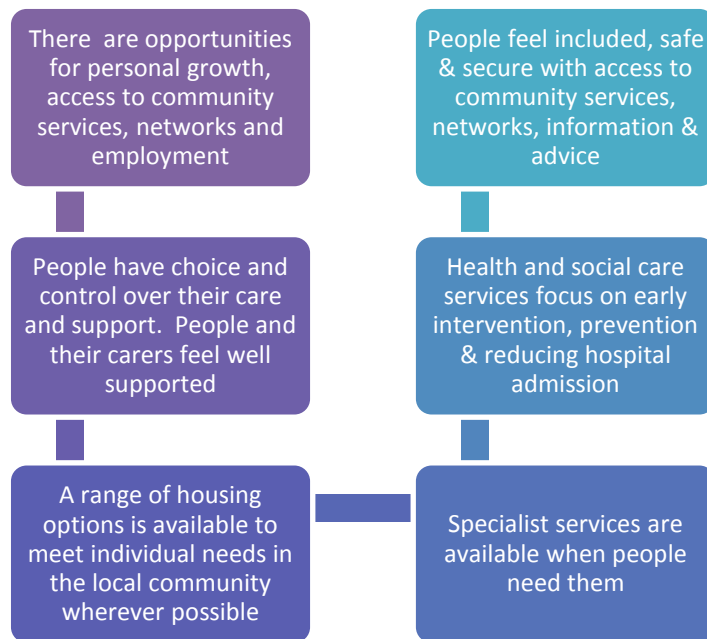 There  are opportunities
for personal growth,
access to community
services, networks and
employment
People have choice and
control over their care
and support.  People and
their carers feel well
supported
A range of housing
options is available to
meet individual needs in
the local community
wherever possible
Specialist services are
available when people
need them
Health and social care
services focus on early
intervention, prevention
& reducing hospital
admission
People feel included, safe
& secure with access to
community services,
networks, information &
advice